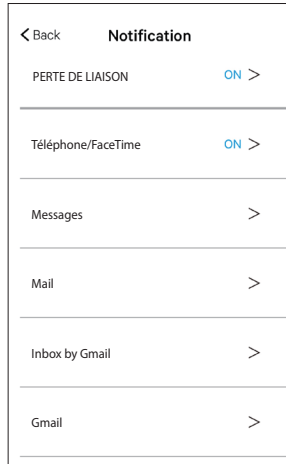 Back Notification
PERTE DE LIAISON ON
Téléphone/FaceTime ON
Messages
Mail
Inbox by Gmail
Gmail